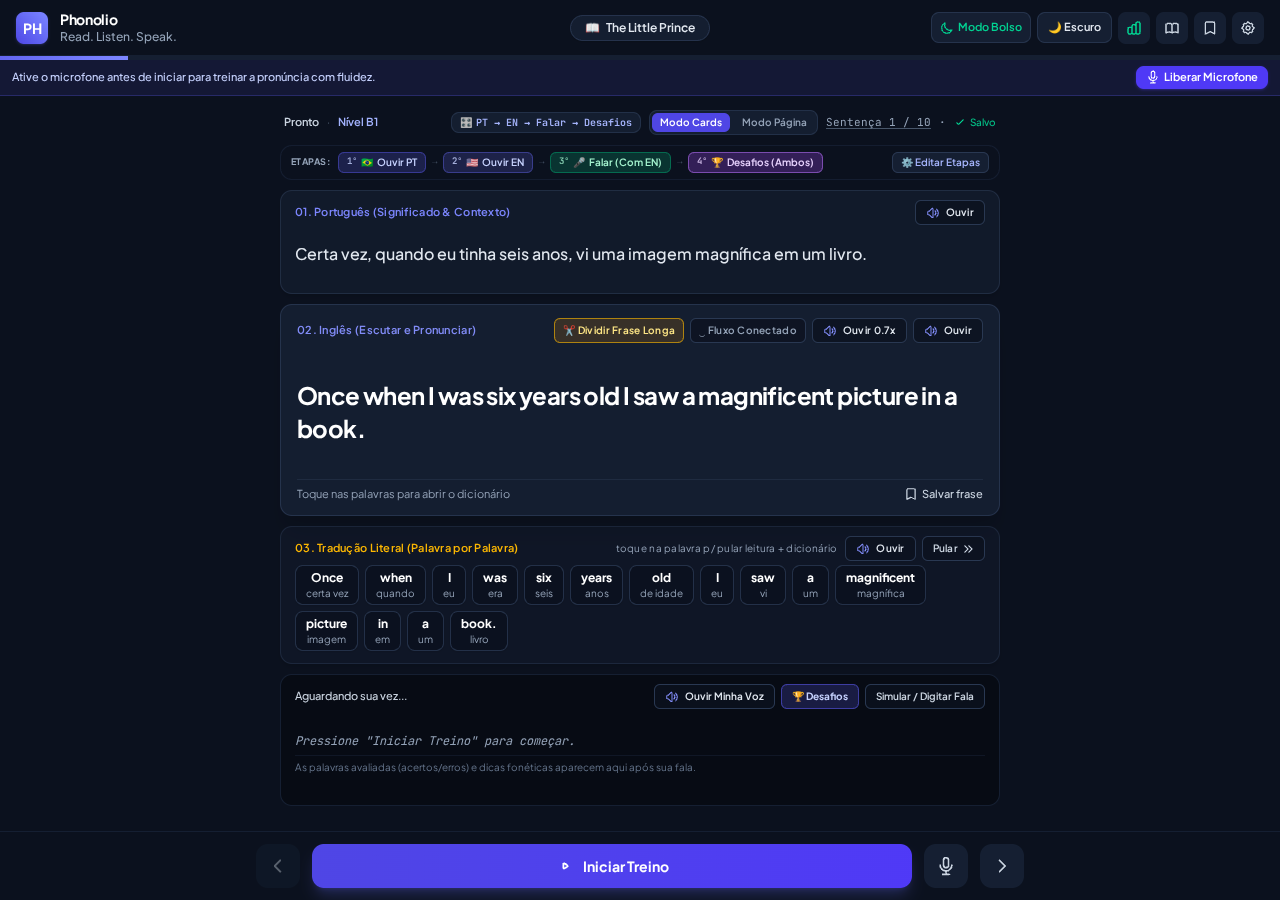 PH Phonolio
Read. Listen. Speak.
📖 The Little Prince
Modo Bolso
🌙 Escuro
Ative o microfone antes de iniciar para treinar a pronúncia com fluidez.
Liberar Microfone
Pronto · Nível B1
🎛️ PT → EN → Falar → Desafios
Modo Cards Modo Página
Sentença 1 / 10 · Salvo
ETAPAS: 1° 🇧🇷 Ouvir PT → 2° 🇺🇸 Ouvir EN → 3° 🎤 Falar (Com EN) → 4° 🏆 Desafios (Ambos)
⚙️ Editar Etapas
01. Português (Significado & Contexto)
Ouvir
Certa vez, quando eu tinha seis anos, vi uma imagem magnífica em um livro.
02. Inglês (Escutar e Pronunciar)
✂️ Dividir Frase Longa
‿ Fluxo Conectado
Ouvir 0.7x
Ouvir
Once when I was six years old I saw a magnificent picture in a
book.
Toque nas palavras para abrir o dicionário
Salvar frase
03. Tradução Literal (Palavra por Palavra)
toque na palavra p/ pular leitura + dicionário
Ouvir
Pular
Once when I was six years old I saw a magnificent
certa vez quando eu era seis anos de idade eu vi um magnífica
picture in a book.
imagem em um livro
Aguardando sua vez...
Ouvir Minha Voz
🏆 Desafios
Simular / Digitar Fala
Pressione "Iniciar Treino" para começar.
As palavras avaliadas (acertos/erros) e dicas fonéticas aparecem aqui após sua fala.
Iniciar Treino